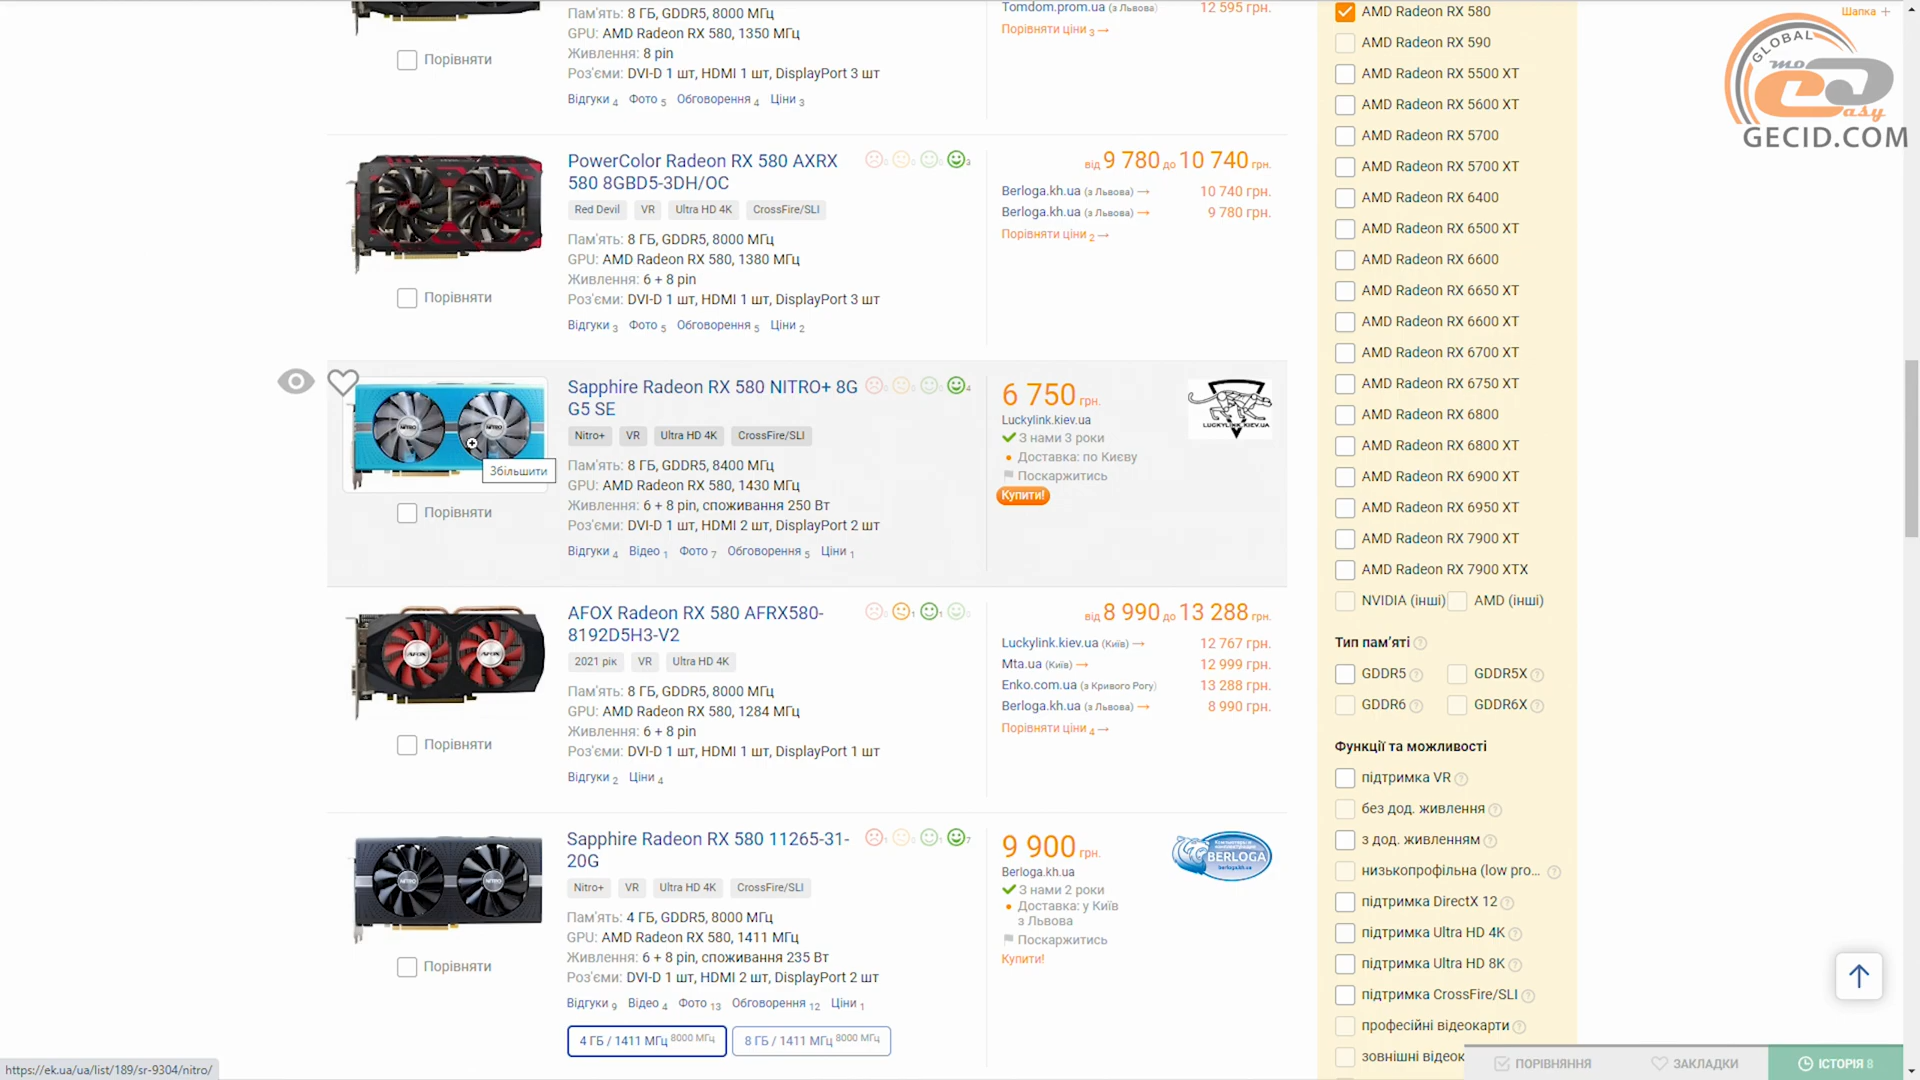 Пам'ять: 8 ГБ, GDDR5, 8000 МГц
GPU: AMD Radeon RX 580, 1350 МГц
Живлення: 8 pin
Роз'єми: DVI-D 1 шт, HDMI 1 шт, DisplayPort 3 шт
Відгуки 4 Фото 5 Обговорення 4 Ціни 3
Порівняти
Tomdom.prom.ua (з Львова) 12 595 грн.
Порівняти ціни 3 →
PowerColor Radeon RX 580 AXRX
580 8GBD5-3DH/OC
Red Devil VR Ultra HD 4K CrossFire/SLI
Пам'ять: 8 ГБ, GDDR5, 8000 МГц
GPU: AMD Radeon RX 580, 1380 МГц
Живлення: 6 + 8 pin
Роз'єми: DVI-D 1 шт, HDMI 1 шт, DisplayPort 3 шт
Відгуки 3 Фото 5 Обговорення 5 Ціни 2
Порівняти
від 9 780 до 10 740 грн.
Berloga.kh.ua (з Львова) → 10 740 грн.
Berloga.kh.ua (з Львова) → 9 780 грн.
Порівняти ціни 2 →
Sapphire Radeon RX 580 NITRO+ 8G
G5 SE
Nitro+ VR Ultra HD 4K CrossFire/SLI
Пам'ять: 8 ГБ, GDDR5, 8400 МГц
GPU: AMD Radeon RX 580, 1430 МГц
Живлення: 6 + 8 pin, споживання 250 Вт
Роз'єми: DVI-D 1 шт, HDMI 2 шт, DisplayPort 2 шт
Відгуки 4 Відео 1 Фото 7 Обговорення 5 Ціни 1
Збільшити
Порівняти
6 750 грн.
Luckylink.kiev.ua
З нами 3 роки
Доставка: по Києву
Поскаржитись
Купити!
LUCKYLINK.KIEV.UA
AFOX Radeon RX 580 AFRX580-
8192D5H3-V2
2021 рік VR Ultra HD 4K
Пам'ять: 8 ГБ, GDDR5, 8000 МГц
GPU: AMD Radeon RX 580, 1284 МГц
Живлення: 6 + 8 pin
Роз'єми: DVI-D 1 шт, HDMI 1 шт, DisplayPort 1 шт
Відгуки 2 Ціни 4
Порівняти
від 8 990 до 13 288 грн.
Luckylink.kiev.ua (Київ) → 12 767 грн.
Mta.ua (Київ) → 12 999 грн.
Enko.com.ua (з Кривого Рогу) 13 288 грн.
Berloga.kh.ua (з Львова) → 8 990 грн.
Порівняти ціни 4 →
Sapphire Radeon RX 580 11265-31-
20G
Nitro+ VR Ultra HD 4K CrossFire/SLI
Пам'ять: 4 ГБ, GDDR5, 8000 МГц
GPU: AMD Radeon RX 580, 1411 МГц
Живлення: 6 + 8 pin, споживання 235 Вт
Роз'єми: DVI-D 1 шт, HDMI 2 шт, DisplayPort 2 шт
Відгуки 9 Відео 4 Фото 13 Обговорення 12 Ціни 1
4 ГБ / 1411 МГц 8000 МГц 8 ГБ / 1411 МГц 8000 МГц
Порівняти
9 900 грн.
Berloga.kh.ua
З нами 2 роки
Доставка: у Київ
з Львова
Поскаржитись
Купити!
BERLOGA
berloga.kh.ua
AMD Radeon RX 580
AMD Radeon RX 590
AMD Radeon RX 5500 XT
AMD Radeon RX 5600 XT
AMD Radeon RX 5700
AMD Radeon RX 5700 XT
AMD Radeon RX 6400
AMD Radeon RX 6500 XT
AMD Radeon RX 6600
AMD Radeon RX 6650 XT
AMD Radeon RX 6600 XT
AMD Radeon RX 6700 XT
AMD Radeon RX 6750 XT
AMD Radeon RX 6800
AMD Radeon RX 6800 XT
AMD Radeon RX 6900 XT
AMD Radeon RX 6950 XT
AMD Radeon RX 7900 XT
AMD Radeon RX 7900 XTX
NVIDIA (інші) AMD (інші)
Тип пам'яті
GDDR5 GDDR5X
GDDR6 GDDR6X
Функції та можливості
підтримка VR
без дод. живлення
з дод. живленням
низькопрофільна (low pro...
підтримка DirectX 12
підтримка Ultra HD 4K
підтримка Ultra HD 8K
підтримка CrossFire/SLI
професійні відеокарти
зовнішні відеок
Шапка +
GLOBAL
mo
easy
GECID.COM
ПОРІВНЯННЯ ЗАКЛАДКИ ІСТОРІЯ 8
https://ek.ua/ua/list/189/sr-9304/nitro/